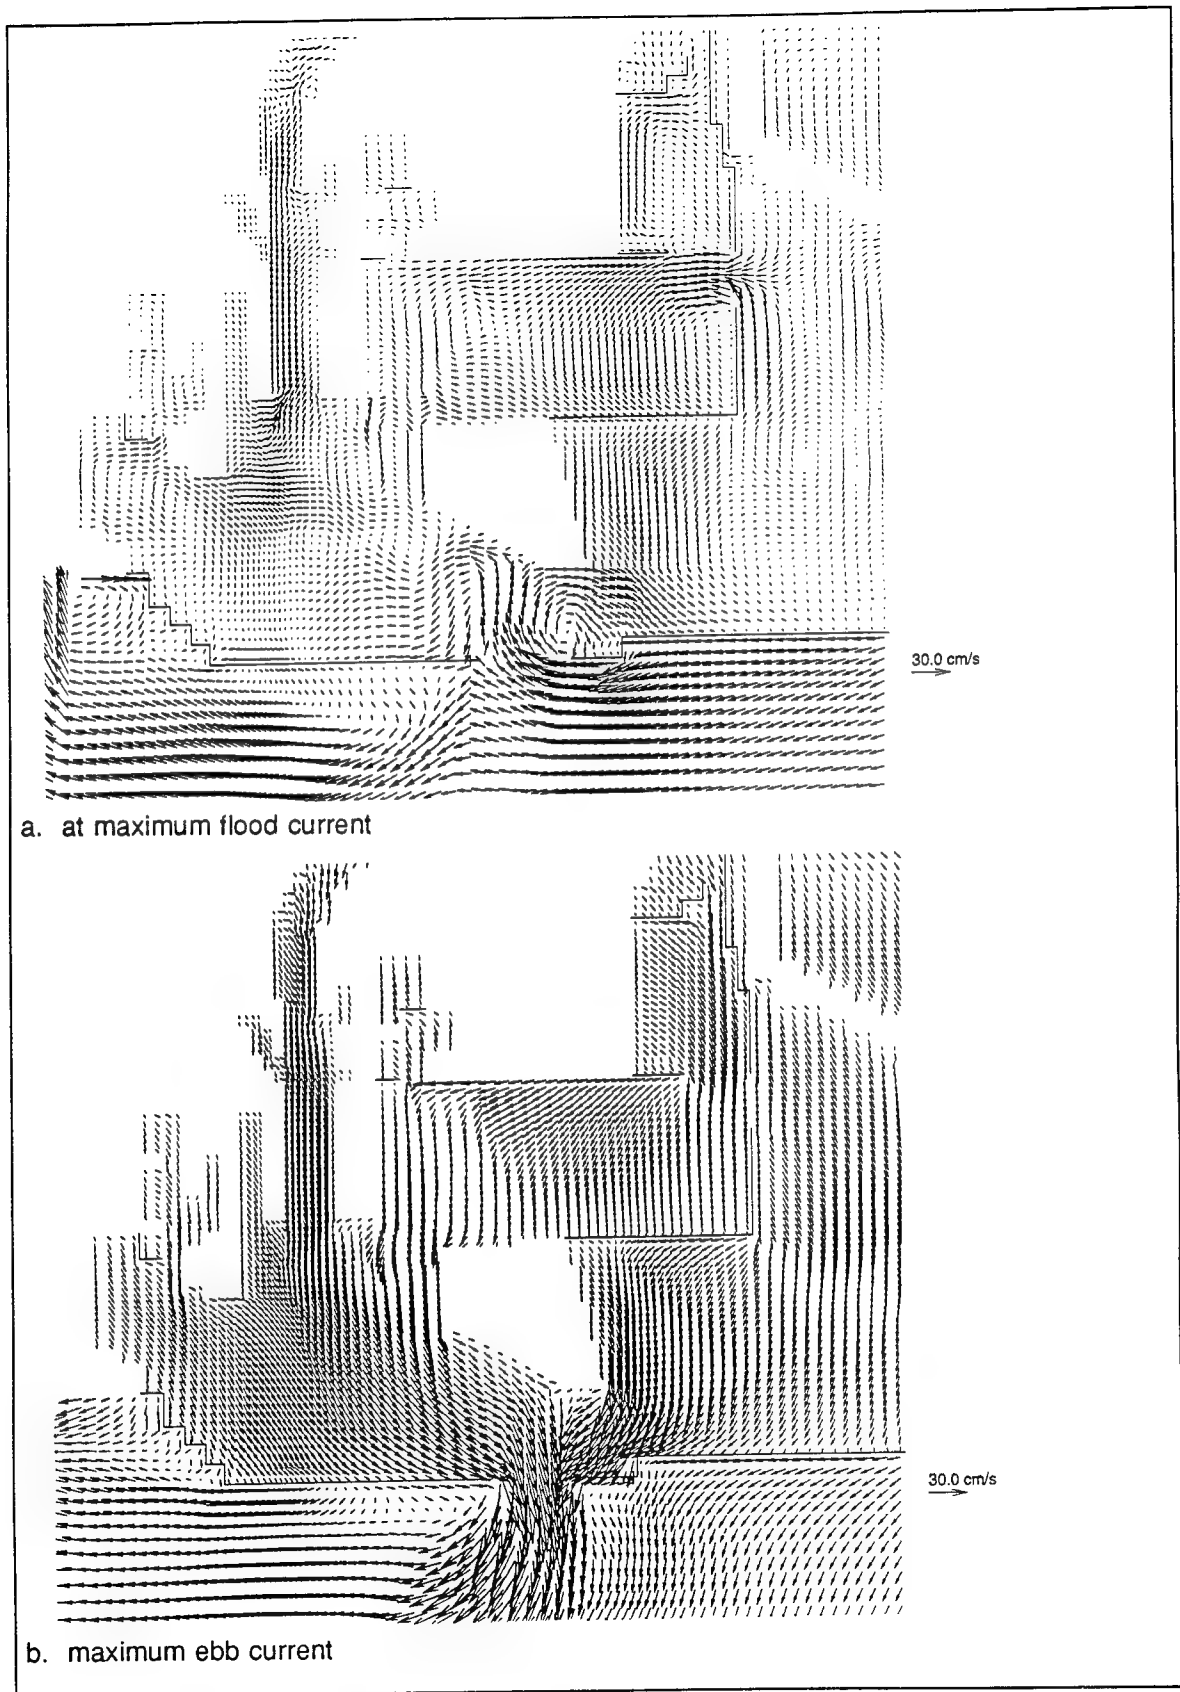 30.0 cm/s
a. at maximum flood current
30.0 cm/s
b. maximum ebb current